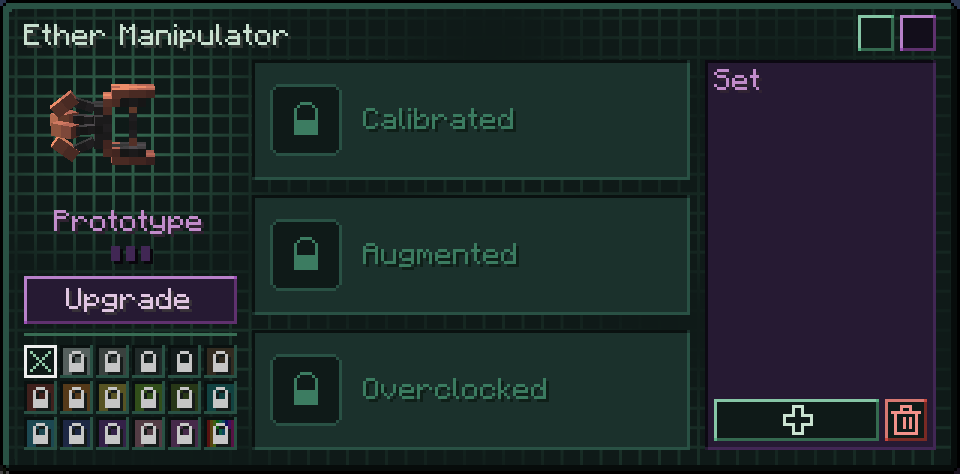 Ether Manipulator
Prototype
Upgrade
Calibrated
Augmented
Overclocked
Set